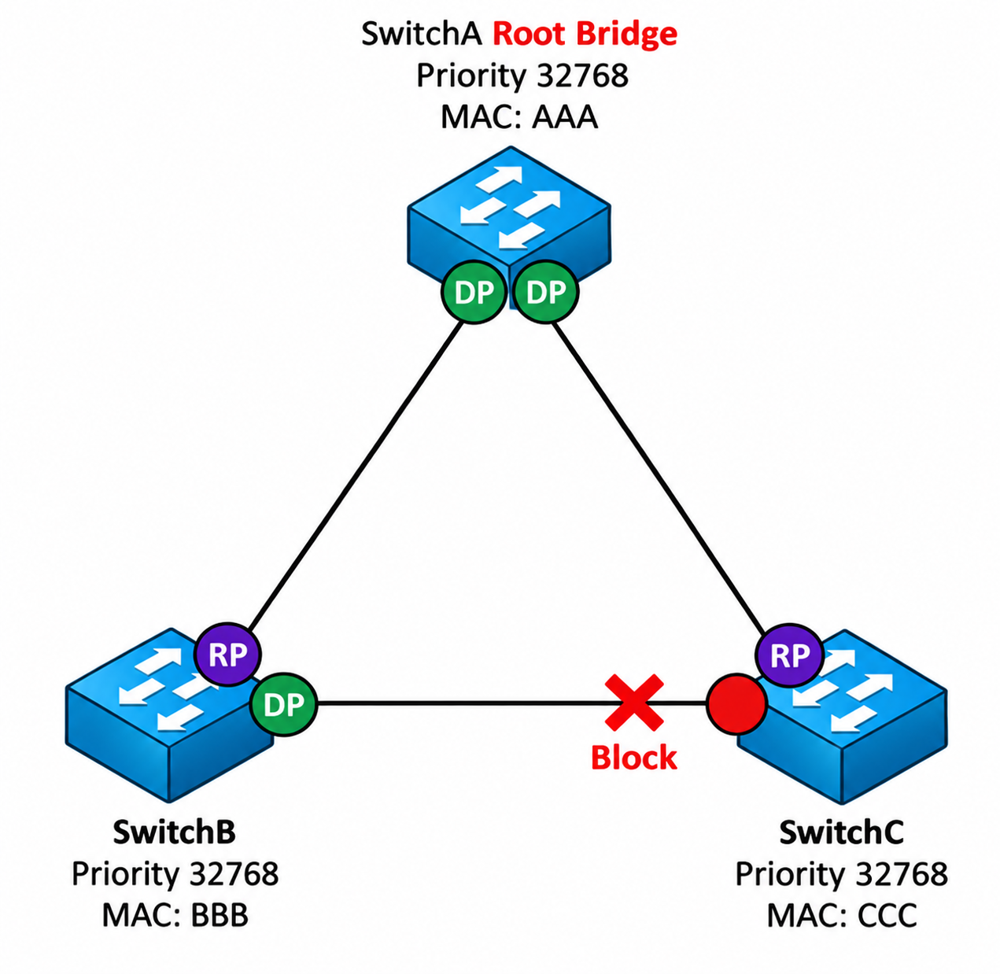 SwitchA Root Bridge
Priority 32768
MAC: AAA
DP DP
RP
RP
DP
Block
SwitchB
Priority 32768
MAC: BBB
SwitchC
Priority 32768
MAC: CCC